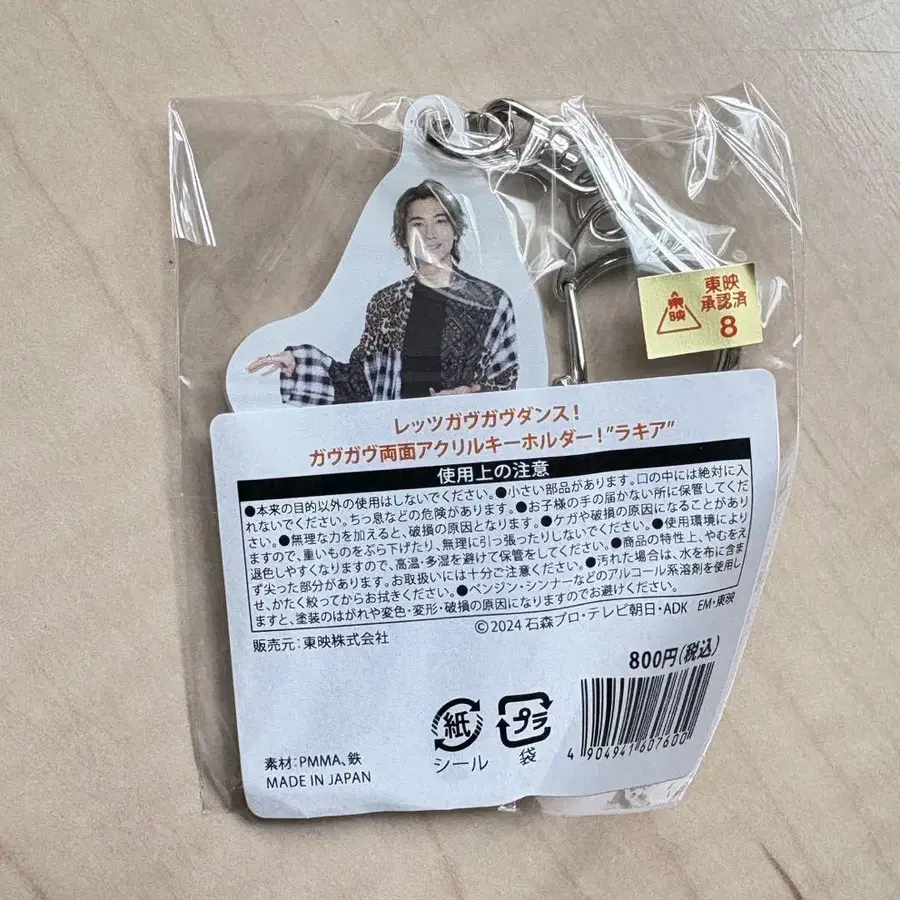 東映
東映
承認済
8
レッツガヴガヴダンス！
ガヴガヴ両面アクリルキーホルダー！"ラキア"
使用上の注意
●本来の目的以外の使用はしないでください。●小さい部品があります。口の中には絶対に入
れないでください。ちっ息などの危険があります。●お子様の手の届かない所に保管してくだ
さい。●無理な力を加えると、破損の原因となります。●ケガや破損の原因になることがあり
ますので、重いものをぶら下げたり、無理に引っ張ったりしないでください。●使用環境により
退色しやすくなりますので、高温・多湿を避けて保管をしてください。●商品の特性上、やむをえ
ず尖った部分があります。お取扱いには十分ご注意ください。●汚れた場合は、水を布に含ま
せ、かたく絞ってからお拭きください。●ベンジン・シンナーなどのアルコール系溶剤を使用し
ますと、塗装のはがれや変色・変形・破損の原因になりますのでお避けください。
©2024 石森プロ・テレビ朝日・ADK EM・東映
販売元：東映株式会社
800円（税込）
紙
シール
プラ
袋
4 904941 607600
素材：PMMA、鉄
MADE IN JAPAN